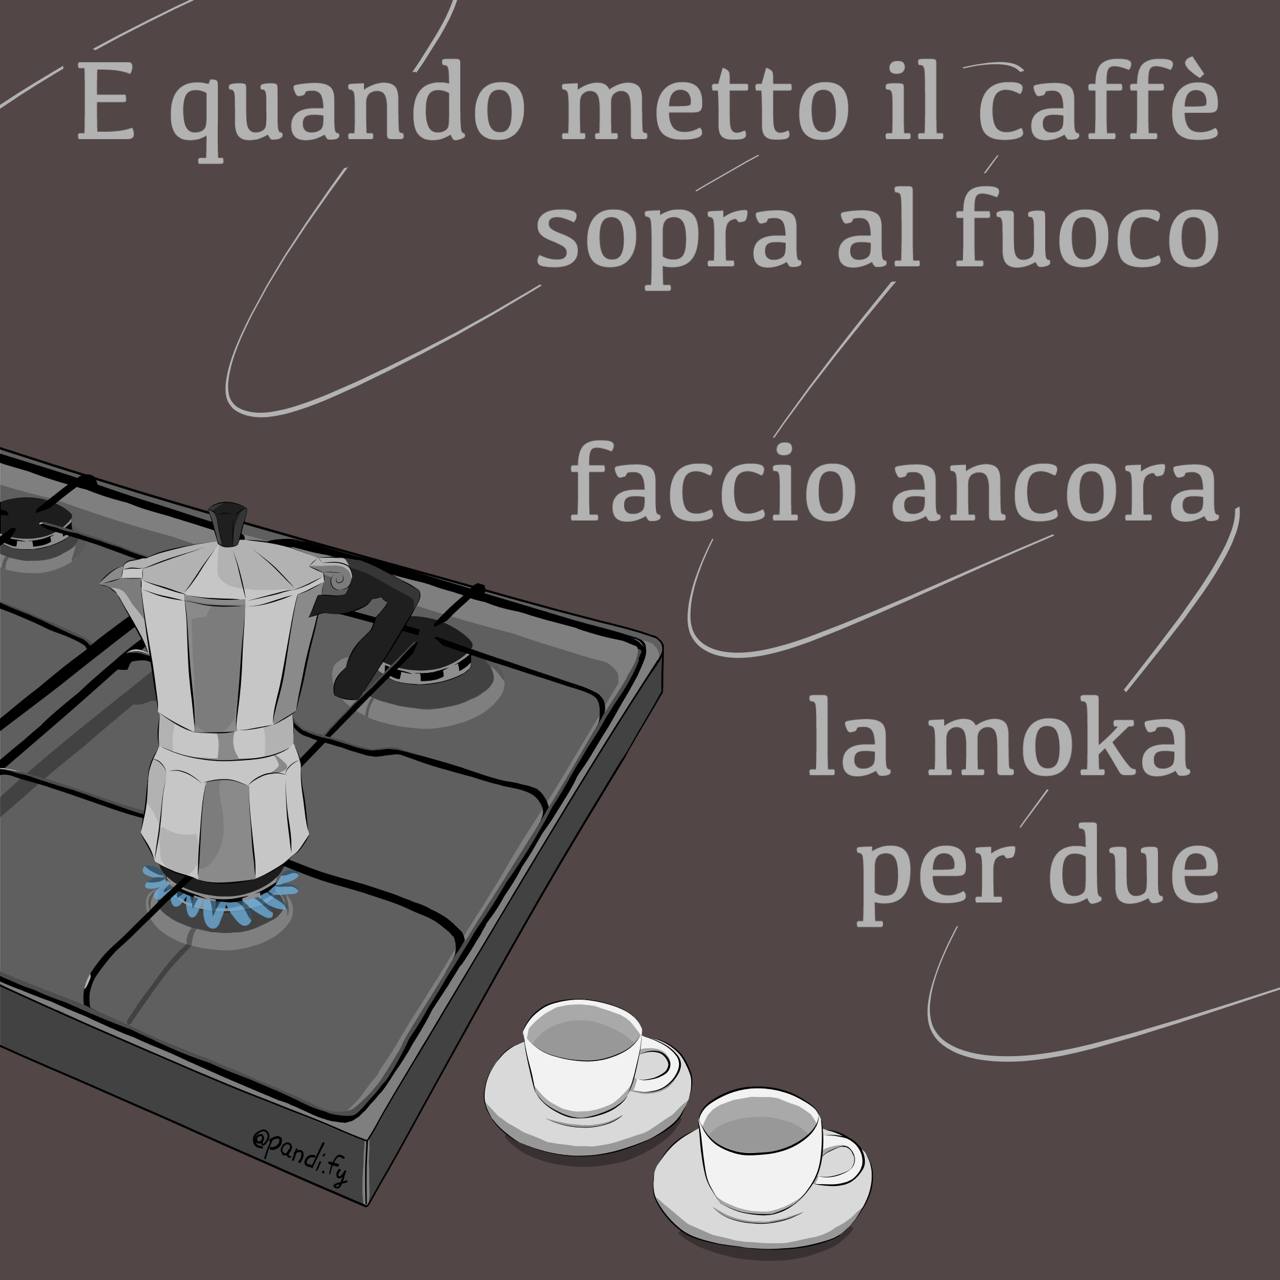 E quando metto il caffè
sopra al fuoco
faccio ancora
la moka
per due
@pandi.fy